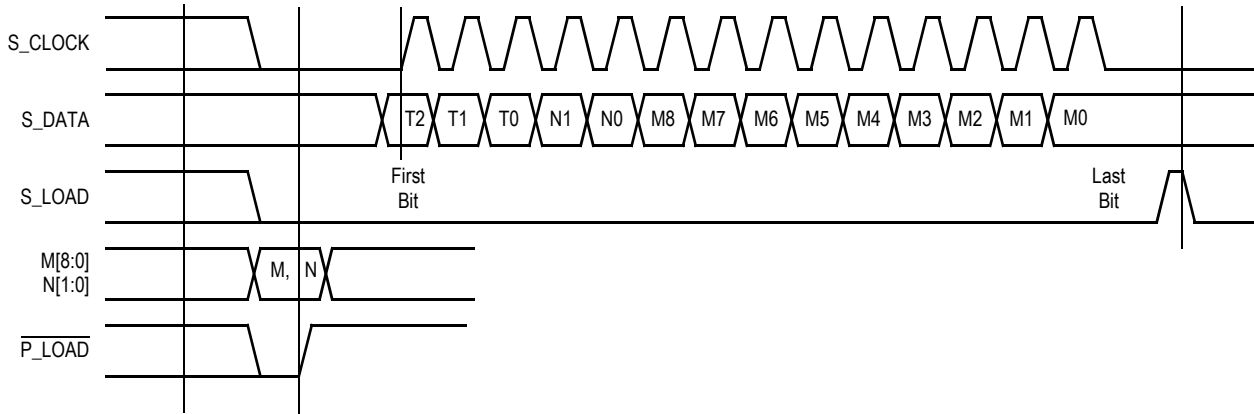 S_CLOCK
S_DATA
T2 T1 T0 N1 N0 M8 M7 M6 M5 M4 M3 M2 M1 M0
First
Bit
Last
Bit
S_LOAD
M[8:0]
N[1:0]
M, N
P_LOAD